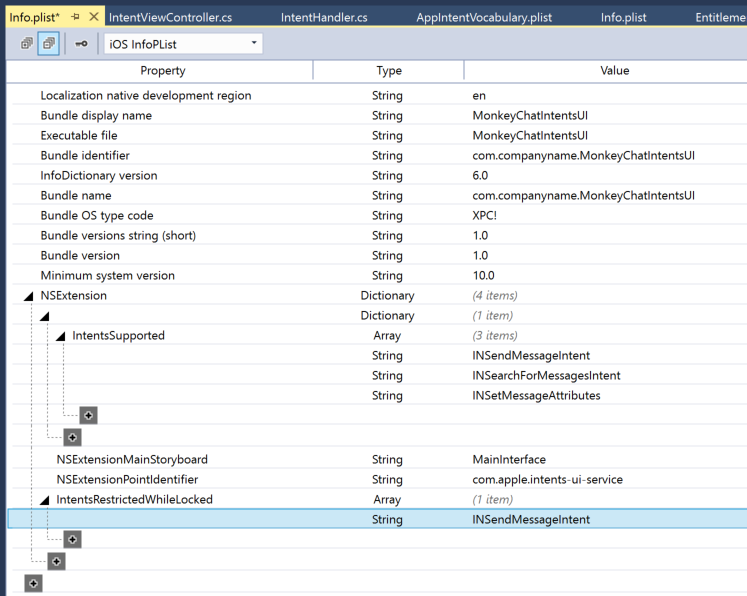 Info.plist* IntentViewController.cs IntentHandler.cs AppIntentVocabulary.plist Info.plist Entitleme
iOS InfoPList
Property Type Value
Localization native development region String en
Bundle display name String MonkeyChatIntentsUI
Executable file String MonkeyChatIntentsUI
Bundle identifier String com.companyname.MonkeyChatIntentsUI
InfoDictionary version String 6.0
Bundle name String com.companyname.MonkeyChatIntentsUI
Bundle OS type code String XPC!
Bundle versions string (short) String 1.0
Bundle version String 1.0
Minimum system version String 10.0
NSExtension Dictionary (4 items)
Dictionary (1 item)
IntentsSupported Array (3 items)
String INSendMessageIntent
String INSearchForMessagesIntent
String INSetMessageAttributes
NSExtensionMainStoryboard String MainInterface
NSExtensionPointIdentifier String com.apple.intents-ui-service
IntentsRestrictedWhileLocked Array (1 item)
String INSendMessageIntent